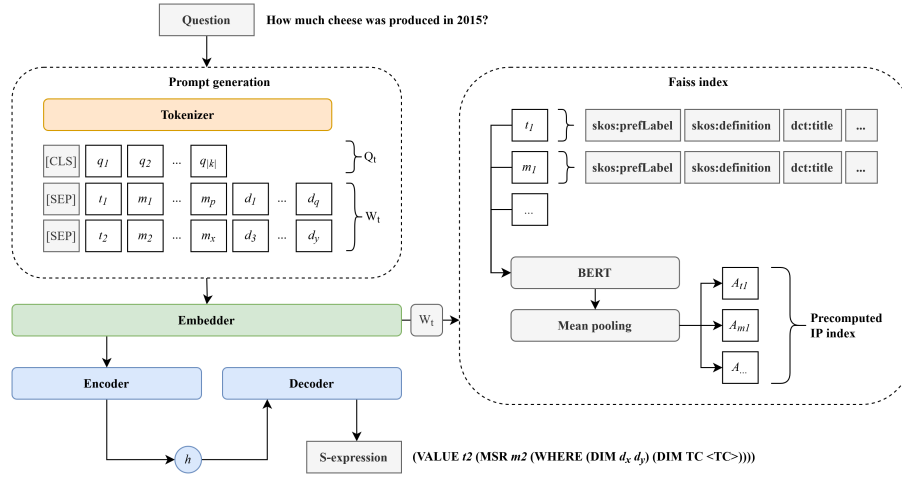 Question
How much cheese was produced in 2015?
Prompt generation
Tokenizer
[CLS] q1 q2 ... q|k| Qt
[SEP] t1 m1 ... mp d1 ... dq
Wt
[SEP] t2 m2 ... mx d3 ... dy
Embedder
Wt
Encoder
Decoder
h
S-expression
(VALUE t2 (MSR m2 (WHERE (DIM dx dy) (DIM TC <TC>))))
Faiss index
t1 skos:prefLabel skos:definition dct:title ...
m1 skos:prefLabel skos:definition dct:title ...
...
BERT
Mean pooling
At1
Am1
A...
Precomputed
IP index